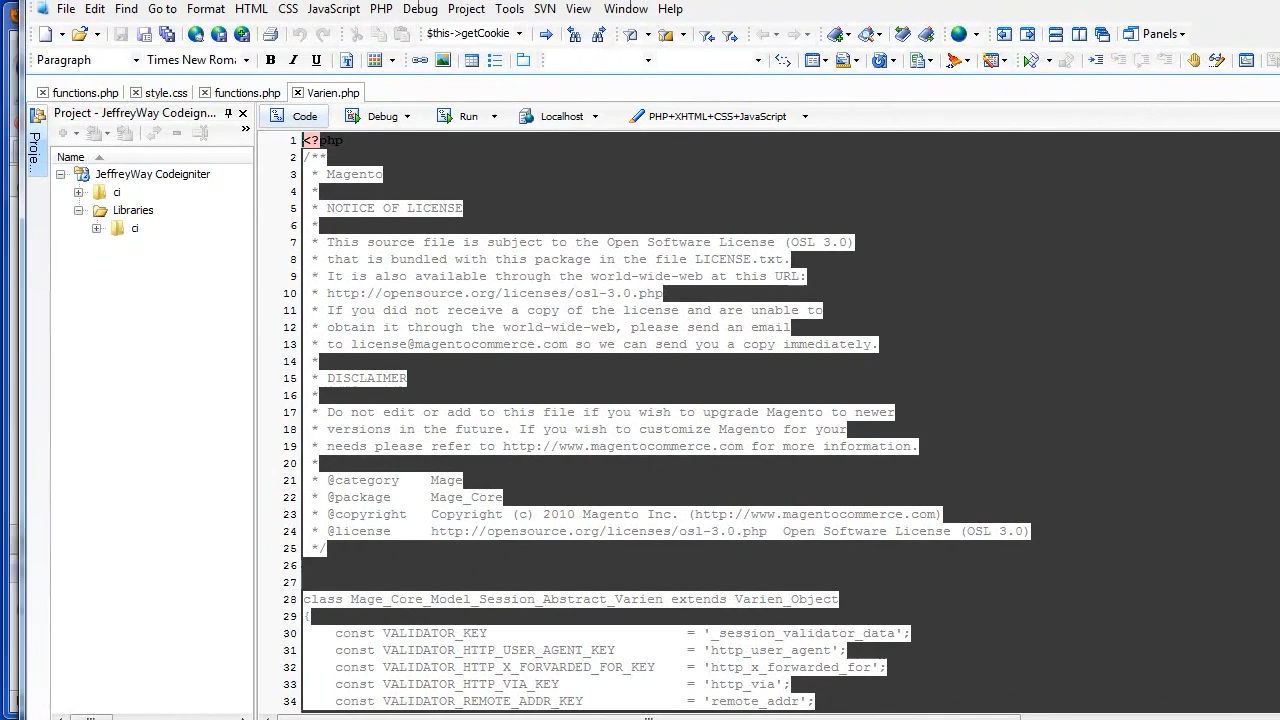 File Edit Find Go to Format HTML CSS JavaScript PHP Debug Project Tools SVN View Window Help
$this->getCookie Panels
Paragraph Times New Rom B I U
functions.php style.css functions.php Varien.php
Project - JeffreyWay Codeign...
Code Debug Run Localhost PHP+XHTML+CSS+JavaScript
Proje...
Name
JeffreyWay Codeigniter
ci
Libraries
ci
1 <?php
2 /**
3 * Magento
4 *
5 * NOTICE OF LICENSE
6 *
7 * This source file is subject to the Open Software License (OSL 3.0)
8 * that is bundled with this package in the file LICENSE.txt.
9 * It is also available through the world-wide-web at this URL:
10 * http://opensource.org/licenses/osl-3.0.php
11 * If you did not receive a copy of the license and are unable to
12 * obtain it through the world-wide-web, please send an email
13 * to license@magentocommerce.com so we can send you a copy immediately.
14 *
15 * DISCLAIMER
16 *
17 * Do not edit or add to this file if you wish to upgrade Magento to newer
18 * versions in the future. If you wish to customize Magento for your
19 * needs please refer to http://www.magentocommerce.com for more information.
20 *
21 * @category Mage
22 * @package Mage_Core
23 * @copyright Copyright (c) 2010 Magento Inc. (http://www.magentocommerce.com)
24 * @license http://opensource.org/licenses/osl-3.0.php Open Software License (OSL 3.0)
25 */
26
27
28 class Mage_Core_Model_Session_Abstract_Varien extends Varien_Object
29 {
30 const VALIDATOR_KEY = '_session_validator_data';
31 const VALIDATOR_HTTP_USER_AGENT_KEY = 'http_user_agent';
32 const VALIDATOR_HTTP_X_FORVARDED_FOR_KEY = 'http_x_forwarded_for';
33 const VALIDATOR_HTTP_VIA_KEY = 'http_via';
34 const VALIDATOR_REMOTE_ADDR_KEY = 'remote_addr';